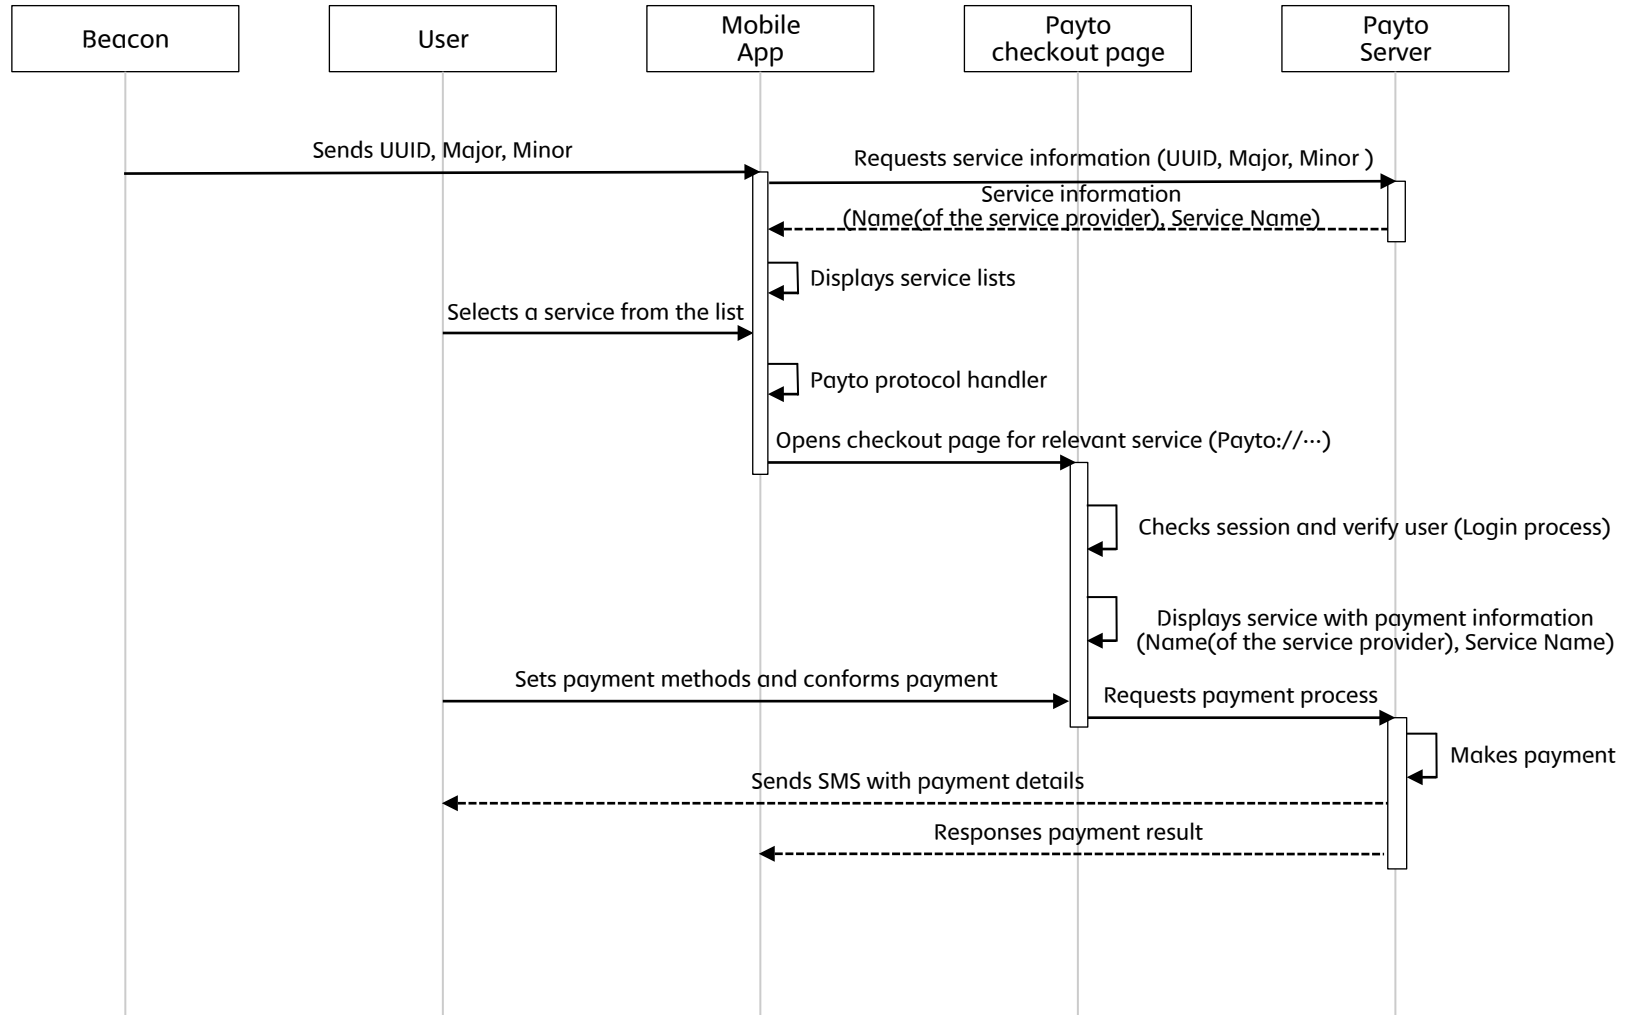 Beacon
User
Mobile
App
Payto
checkout page
Payto
Server
Sends UUID, Major, Minor
Requests service information (UUID, Major, Minor )
Service information
(Name(of the service provider), Service Name)
Displays service lists
Selects a service from the list
Payto protocol handler
Opens checkout page for relevant service (Payto://···)
Checks session and verify user (Login process)
Displays service with payment information
(Name(of the service provider), Service Name)
Sets payment methods and conforms payment
Requests payment process
Makes payment
Sends SMS with payment details
Responses payment result